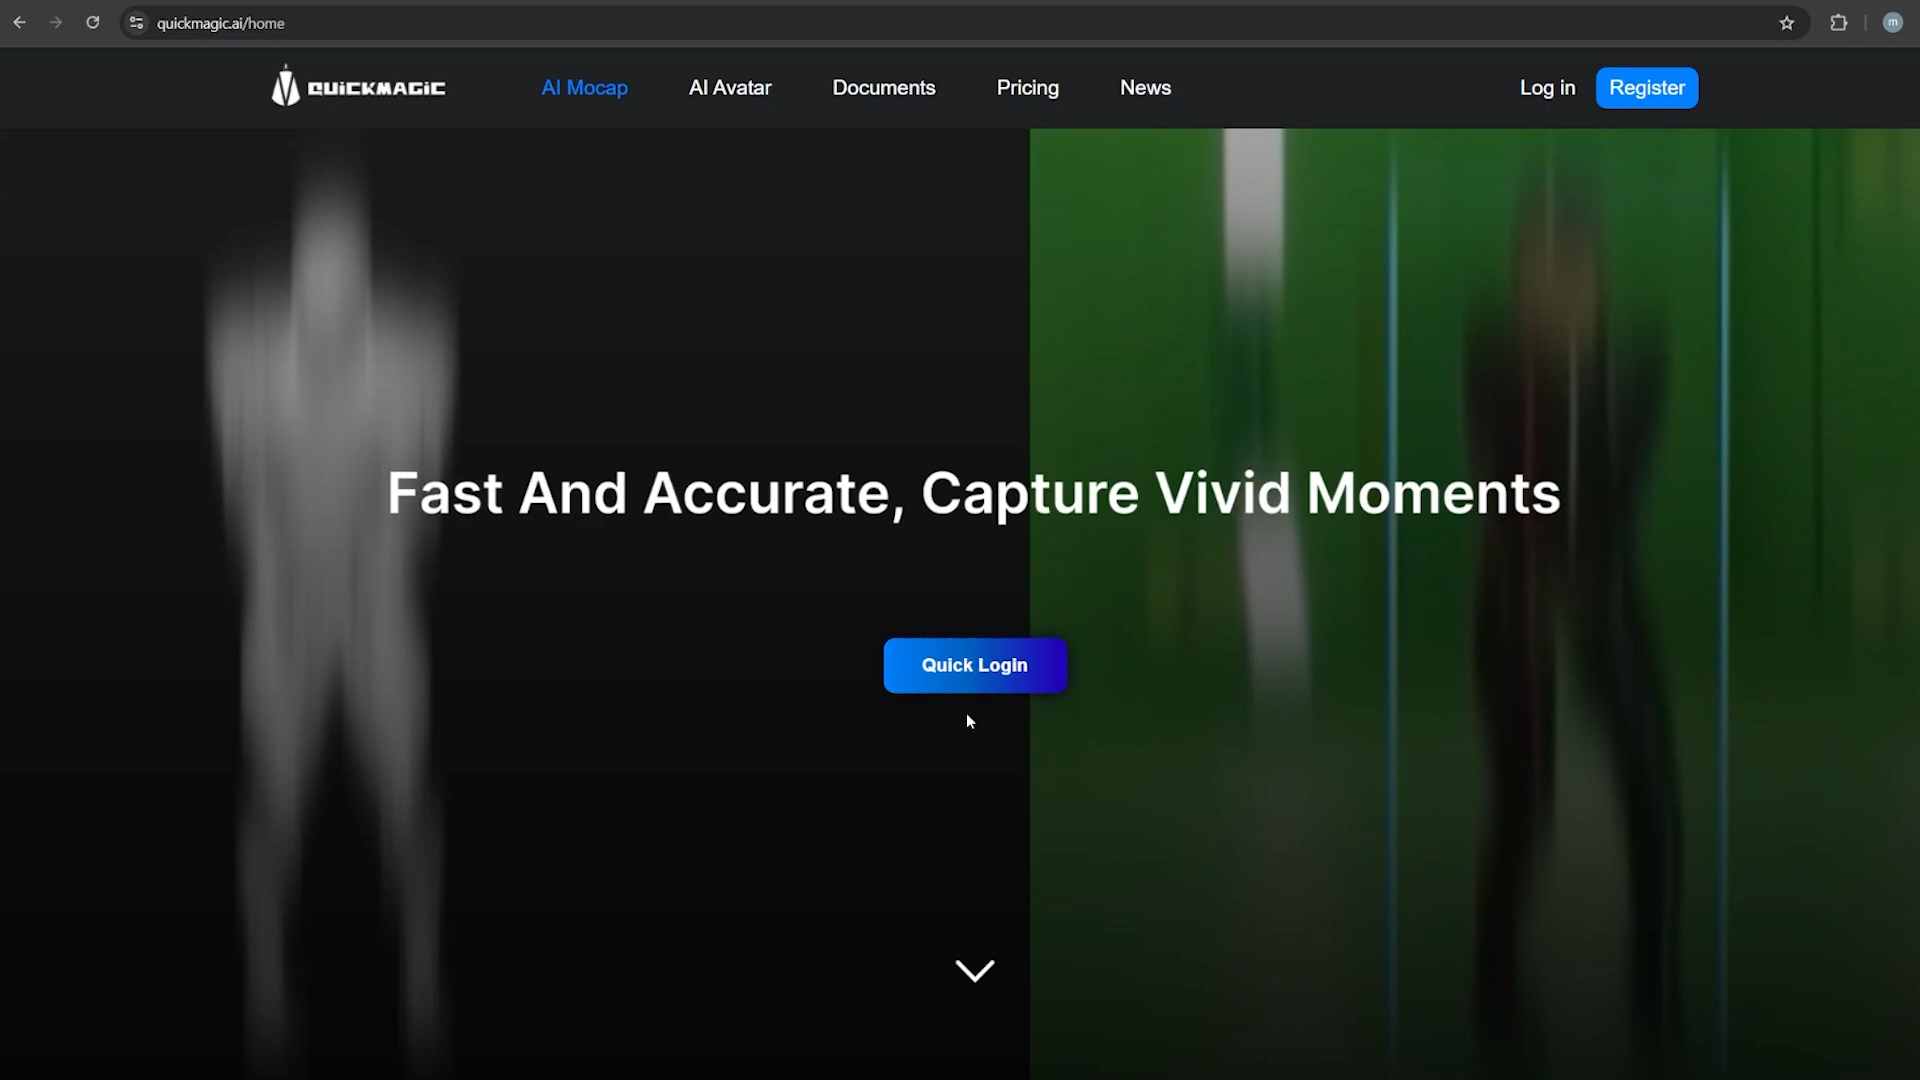 quickmagic.ai/home
m
QUICKMAGIC
AI Mocap
AI Avatar
Documents
Pricing
News
Log in
Register
Fast And Accurate, Capture Vivid Moments
Quick Login